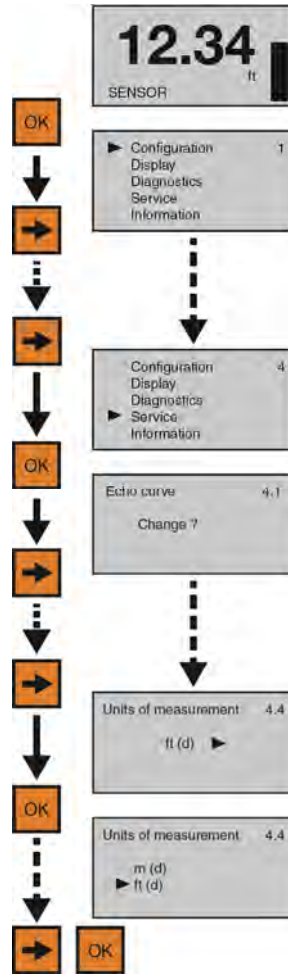 12.34
ft
SENSOR
OK
Configuration 1
Display
Diagnostics
Service
Information
Configuration 4
Display
Diagnostics
Service
Information
OK
Echo curve 4.1
Change ?
Units of measurement 4.4
ft (d)
OK
Units of measurement 4.4
m (d)
ft (d)
OK